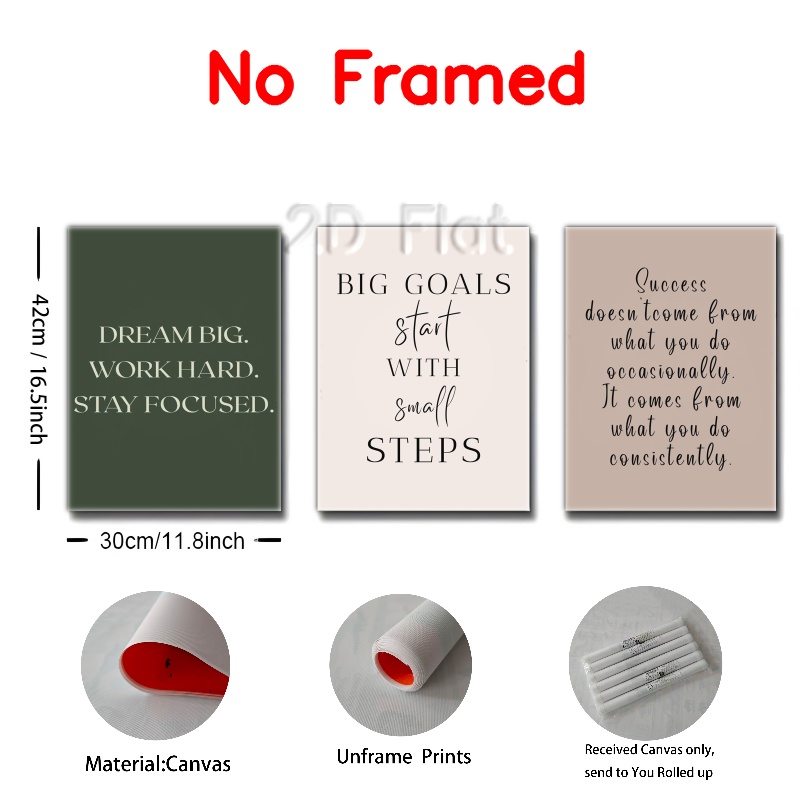 No Framed
2D Flat
DREAM BIG.
WORK HARD.
STAY FOCUSED.
BIG GOALS
start
WITH
small
STEPS
Success
doesn'tcome from
what you do
occasionally.
It comes from
what you do
consistently.
42cm / 16.5inch
30cm/11.8inch
Material:Canvas
Unframe Prints
Received Canvas only,
send to You Rolled up